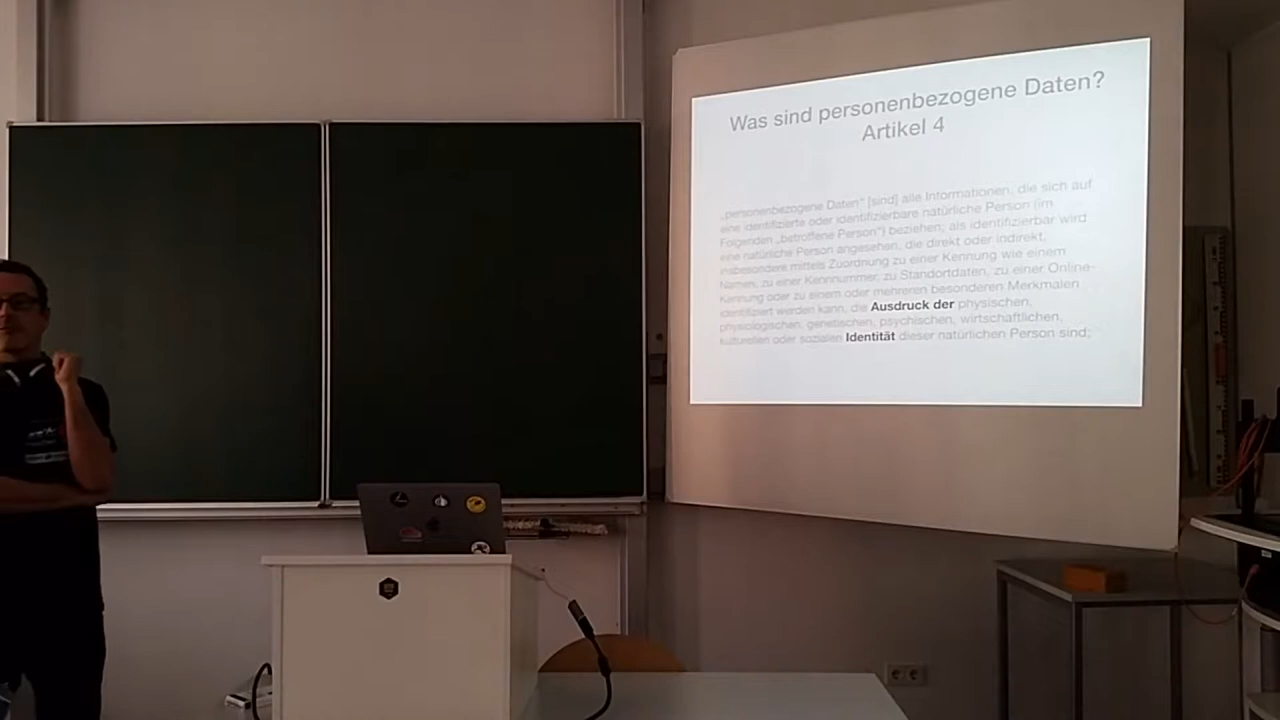 Was sind personenbezogene Daten?
Artikel 4
„personenbezogene Daten“ [sind] alle Informationen, die sich auf
eine identifizierte oder identifizierbare natürliche Person (im
Folgenden „betroffene Person“) beziehen; als identifizierbar wird
eine natürliche Person angesehen, die direkt oder indirekt,
insbesondere mittels Zuordnung zu einer Kennung wie einem
Namen, zu einer Kennnummer, zu Standortdaten, zu einer Online-
Kennung oder zu einem oder mehreren besonderen Merkmalen
identifiziert werden kann, die Ausdruck der physischen,
physiologischen, genetischen, psychischen, wirtschaftlichen,
kulturellen oder sozialen Identität dieser natürlichen Person sind;